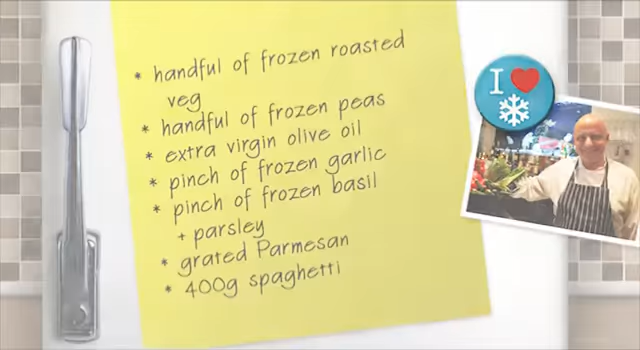 * handful of frozen roasted
veg
* handful of frozen peas
* extra virgin olive oil
* pinch of frozen garlic
* pinch of frozen basil
+ parsley
* grated Parmesan
* 400g spaghetti
I ❤ ❄